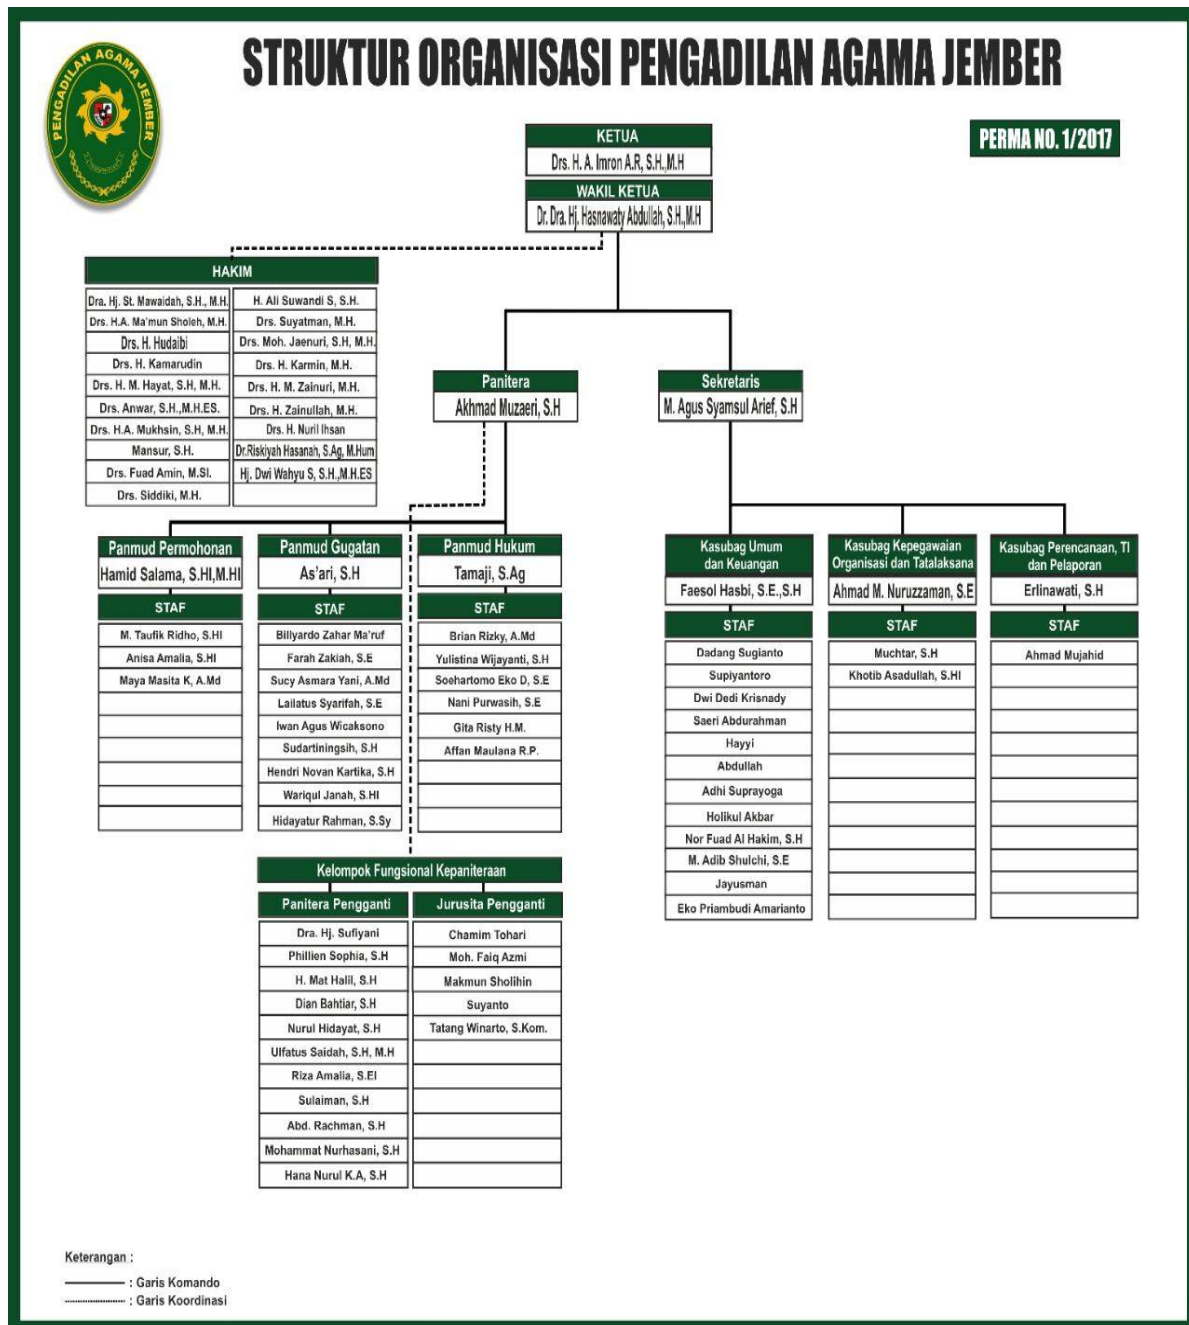 STRUKTUR ORGANISASI PENGADILAN AGAMA JEMBER
PENGADILAN AGAMA JEMBER
PERMA NO. 1/2017
KETUA
Drs. H. A. Imron A.R, S.H.,M.H
WAKIL KETUA
Dr. Dra. Hj. Hasnawaty Abdullah, S.H.,M.H
HAKIM
Dra. Hj. St. Mawaidah, S.H., M.H.
Drs. H.A. Ma'mun Sholeh, M.H.
Drs. H. Hudaibi
Drs. H. Kamarudin
Drs. H. M. Hayat, S.H, M.H.
Drs. Anwar, S.H.,M.H.ES.
Drs. H.A. Mukhsin, S.H, M.H.
Mansur, S.H.
Drs. Fuad Amin, M.SI.
Drs. Siddiki, M.H.
H. Ali Suwandi S, S.H.
Drs. Suyatman, M.H.
Drs. Moh. Jaenuri, S.H, M.H.
Drs. H. Karmin, M.H.
Drs. H. M. Zainuri, M.H.
Drs. H. Zainullah, M.H.
Drs. H. Nuril Ihsan
Dr.Riskiyah Hasanah, S.Ag, M.Hum
Hj. Dwi Wahyu S, S.H.,M.H.ES
Panitera
Akhmad Muzaeri, S.H
Sekretaris
M. Agus Syamsul Arief, S.H
Panmud Permohonan
Hamid Salama, S.HI,M.HI
STAF
M. Taufik Ridho, S.HI
Anisa Amalia, S.HI
Maya Masita K, A.Md
Panmud Gugatan
As'ari, S.H
STAF
Billyardo Zahar Ma'ruf
Farah Zakiah, S.E
Sucy Asmara Yani, A.Md
Lailatus Syarifah, S.E
Iwan Agus Wicaksono
Sudartiningsih, S.H
Hendri Novan Kartika, S.H
Wariqul Janah, S.HI
Hidayatur Rahman, S.Sy
Panmud Hukum
Tamaji, S.Ag
STAF
Brian Rizky, A.Md
Yulistina Wijayanti, S.H
Soehartomo Eko D, S.E
Nani Purwasih, S.E
Gita Risty H.M.
Affan Maulana R.P.
Kasubag Umum
dan Keuangan
Faesol Hasbi, S.E.,S.H
STAF
Dadang Sugianto
Supiyantoro
Dwi Dedi Krisnady
Saeri Abdurahman
Hayyi
Abdullah
Adhi Suprayoga
Holikul Akbar
Nor Fuad Al Hakim, S.H
M. Adib Shulchi, S.E
Jayusman
Eko Priambudi Amarianto
Kasubag Kepegawaian
Organisasi dan Tatalaksana
Ahmad M. Nuruzzaman, S.E
STAF
Muchtar, S.H
Khotib Asadullah, S.HI
Kasubag Perencanaan, TI
dan Pelaporan
Erlinawati, S.H
STAF
Ahmad Mujahid
Kelompok Fungsional Kepaniteraan
Panitera Pengganti
Dra. Hj. Sufiyani
Phillien Sophia, S.H
H. Mat Halil, S.H
Dian Bahtiar, S.H
Nurul Hidayat, S.H
Ulfatus Saidah, S.H, M.H
Riza Amalia, S.EI
Sulaiman, S.H
Abd. Rachman, S.H
Mohammat Nurhasani, S.H
Hana Nurul K.A, S.H
Jurusita Pengganti
Chamim Tohari
Moh. Faiq Azmi
Makmun Sholihin
Suyanto
Tatang Winarto, S.Kom.
Keterangan :
: Garis Komando
: Garis Koordinasi